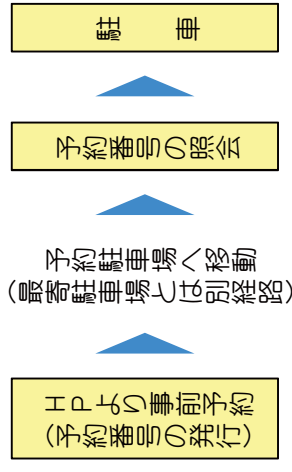 HPより事前予約
(予約番号の発行)
予約駐車場へ移動
(最寄駐車場とは別経路)
予約番号の照会
駐車